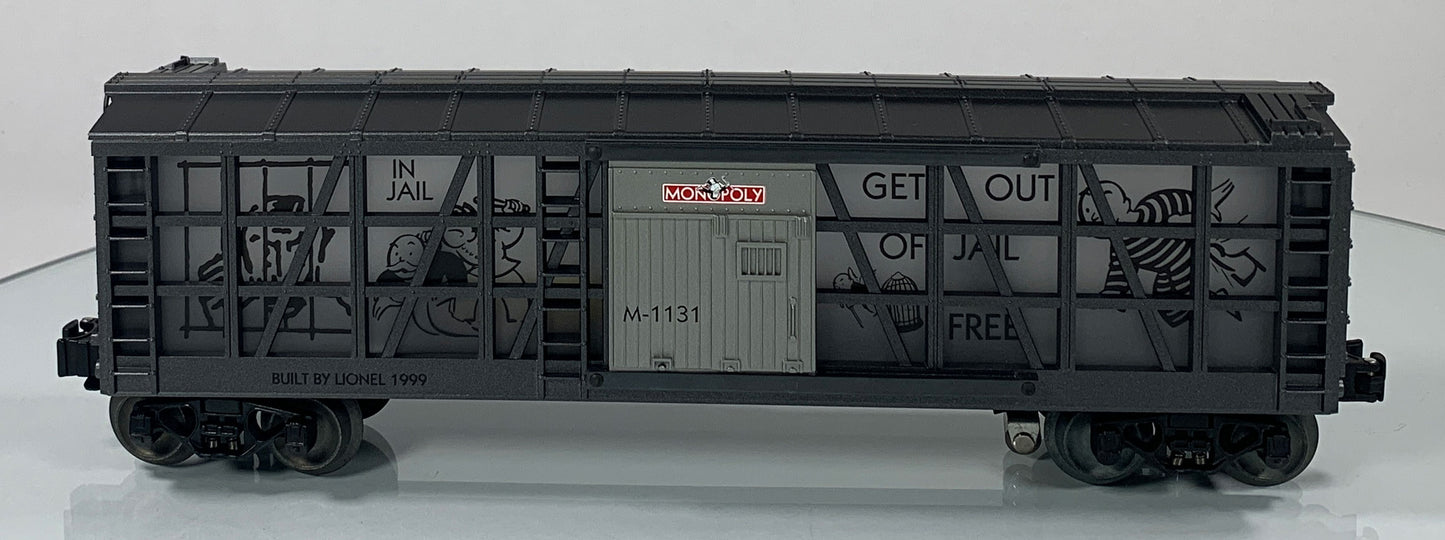 IN
JAIL
MONOPOLY
M-1131
GET OUT
OF JAIL
FREE
BUILT BY LIONEL 1999